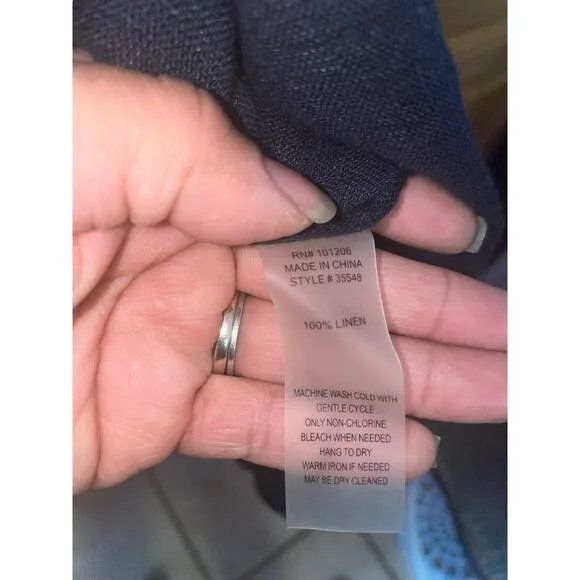 RN# 101206
MADE IN CHINA
STYLE # 35548
100% LINEN
MACHINE WASH COLD WITH
GENTLE CYCLE
ONLY NON-CHLORINE
BLEACH WHEN NEEDED
HANG TO DRY
WARM IRON IF NEEDED
MAY BE DRY CLEANED